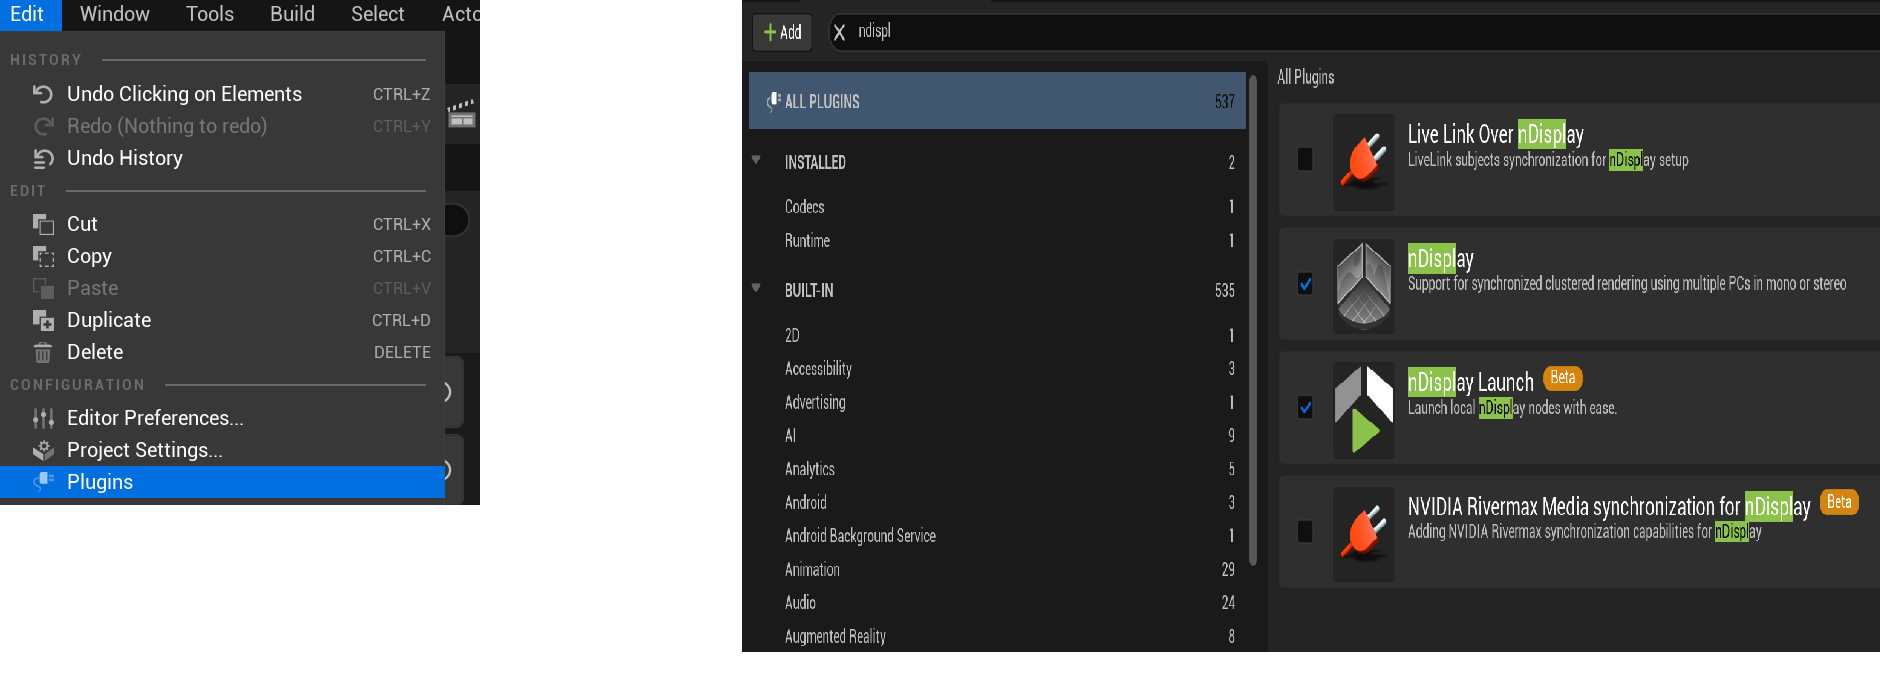 Edit Window Tools Build Select Acto
HISTORY
Undo Clicking on Elements CTRL+Z
Redo (Nothing to redo) CTRL+Y
Undo History
EDIT
Cut CTRL+X
Copy CTRL+C
Paste CTRL+V
Duplicate CTRL+D
Delete DELETE
CONFIGURATION
Editor Preferences...
Project Settings...
Plugins
Add
ndispl
ALL PLUGINS 537
INSTALLED 2
Codecs 1
Runtime 1
BUILT-IN 535
2D 1
Accessibility 3
Advertising 1
AI 9
Analytics 5
Android 3
Android Background Service 1
Animation 29
Audio 24
Augmented Reality 8
All Plugins
Live Link Over nDisplay
LiveLink subjects synchronization for nDisplay setup
nDisplay
Support for synchronized clustered rendering using multiple PCs in mono or stereo
nDisplay Launch Beta
Launch local nDisplay nodes with ease.
NVIDIA Rivermax Media synchronization for nDisplay Beta
Adding NVIDIA Rivermax synchronization capabilities for nDisplay